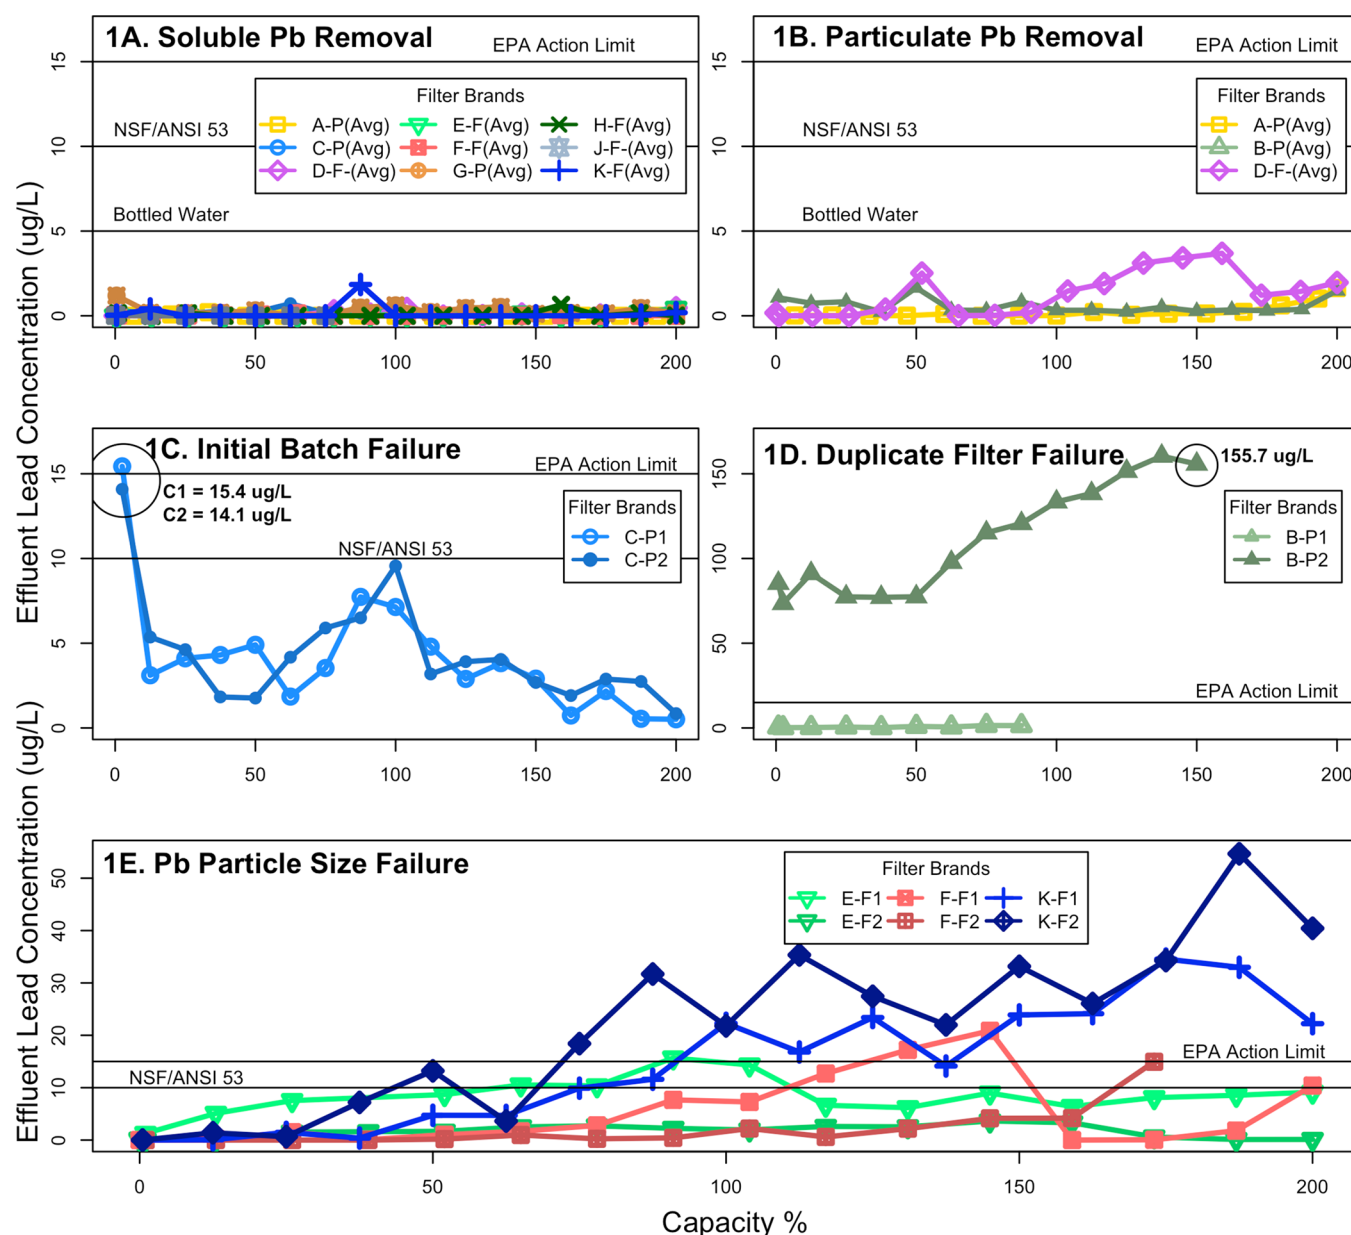 1A. Soluble Pb Removal
EPA Action Limit
15
Filter Brands
A-P(Avg) E-F(Avg) H-F(Avg)
C-P(Avg) F-F(Avg) J-F-(Avg)
D-F-(Avg) G-P(Avg) K-F(Avg)
NSF/ANSI 53
10
Bottled Water
5
0
0 50 100 150 200
1B. Particulate Pb Removal
EPA Action Limit
15
Filter Brands
A-P(Avg)
B-P(Avg)
D-F-(Avg)
NSF/ANSI 53
10
Bottled Water
5
0
0 50 100 150 200
Effluent Lead Concentration (ug/L)
1C. Initial Batch Failure
EPA Action Limit
15
C1 = 15.4 ug/L
C2 = 14.1 ug/L
Filter Brands
C-P1
C-P2
NSF/ANSI 53
10
5
0
0 50 100 150 200
1D. Duplicate Filter Failure
155.7 ug/L
150
Filter Brands
B-P1
B-P2
100
50
EPA Action Limit
0
0 50 100 150 200
Effluent Lead Concentration (ug/L)
1E. Pb Particle Size Failure
Filter Brands
E-F1 F-F1 K-F1
E-F2 F-F2 K-F2
50
40
30
20
EPA Action Limit
NSF/ANSI 53
10
0
0 50 100 150 200
Capacity %